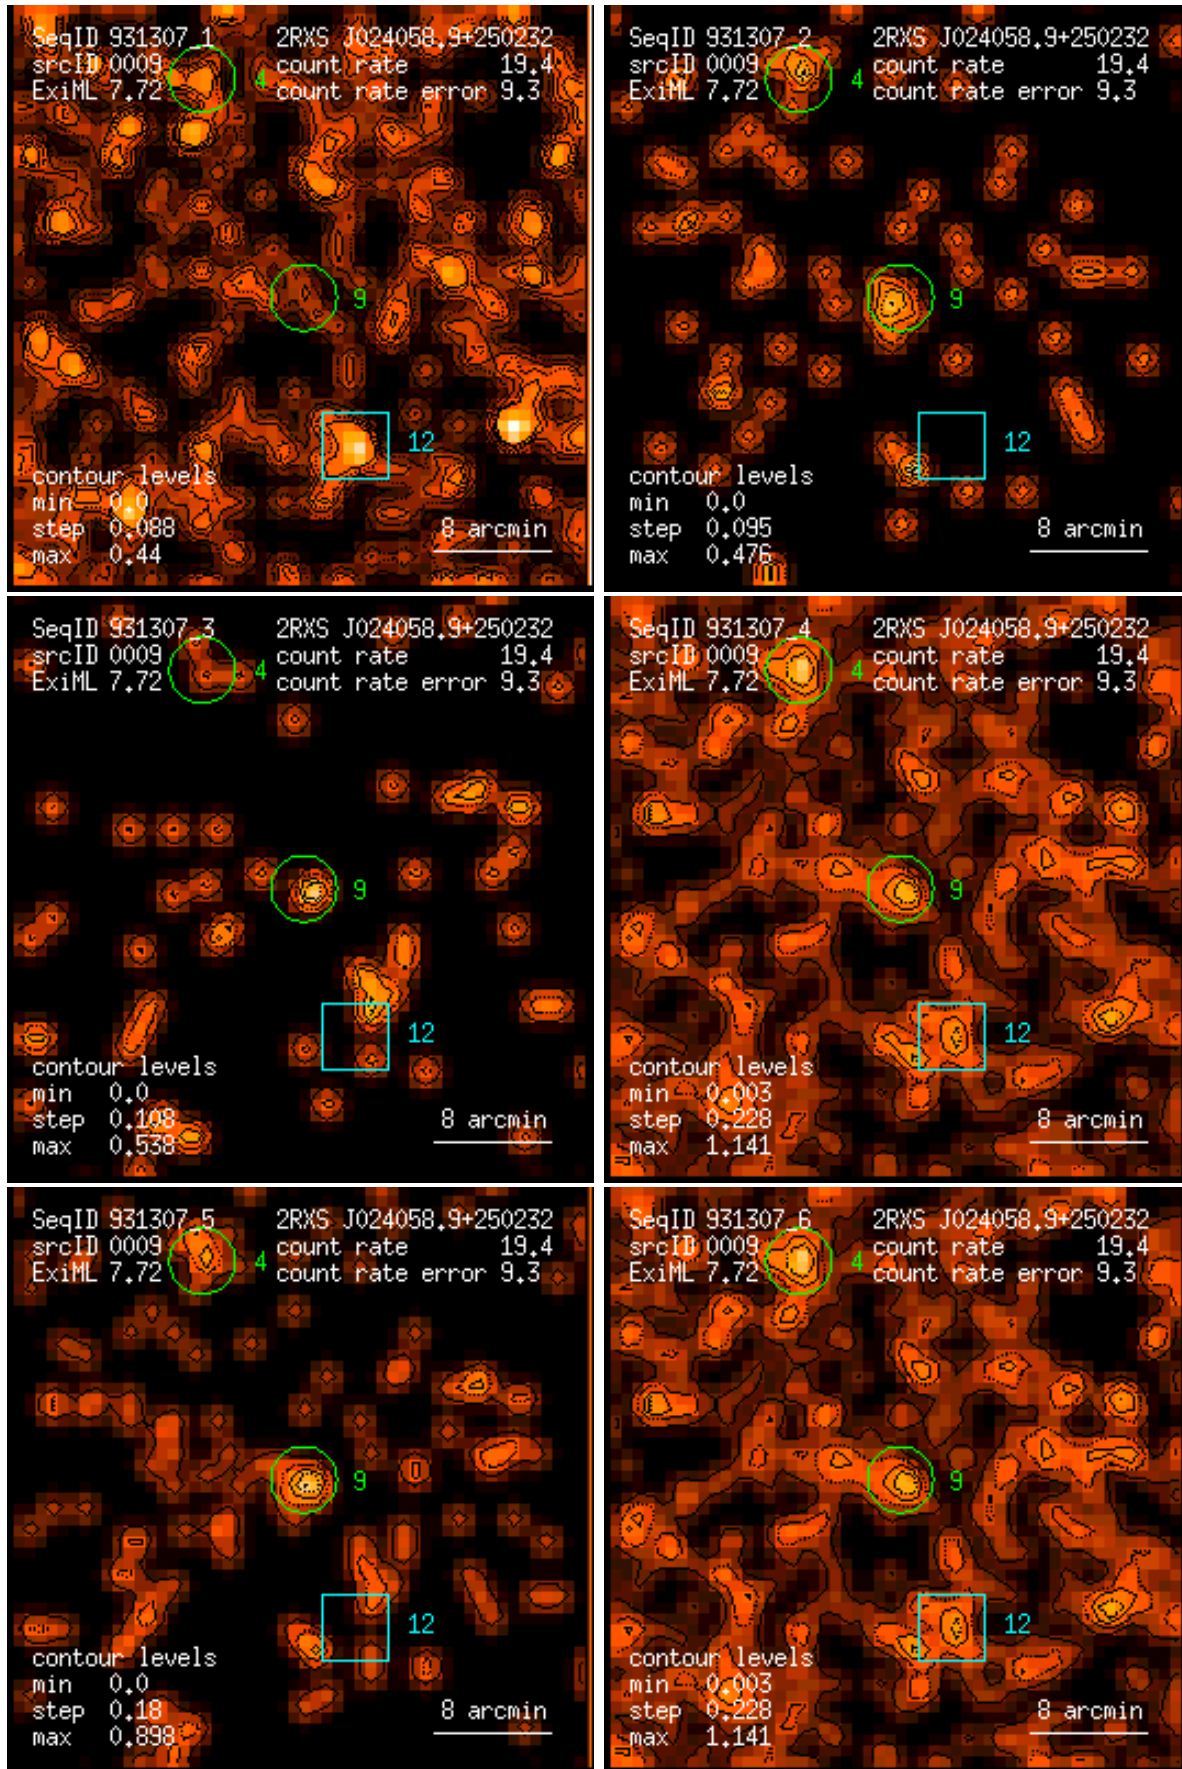 SeqID 931307_1 2RXS J024058.9+250232
srcID 0009 count rate 19.4
ExiML 7.72 4 count rate error 9.3
9
12
contour levels
min 0.0
step 0.088 8 arcmin
max 0.44
SeqID 931307_2 2RXS J024058.9+250232
srcID 0009 count rate 19.4
ExiML 7.72 4 count rate error 9.3
9
12
contour levels
min 0.0
step 0.095 8 arcmin
max 0.476
SeqID 931307_3 2RXS J024058.9+250232
srcID 0009 count rate 19.4
ExiML 7.72 4 count rate error 9.3
9
12
contour levels
min 0.0
step 0.108 8 arcmin
max 0.538
SeqID 931307_4 2RXS J024058.9+250232
srcID 0009 count rate 19.4
ExiML 7.72 4 count rate error 9.3
9
12
contour levels
min 0.003
step 0.228 8 arcmin
max 1.141
SeqID 931307_5 2RXS J024058.9+250232
srcID 0009 count rate 19.4
ExiML 7.72 4 count rate error 9.3
9
12
contour levels
min 0.0
step 0.18 8 arcmin
max 0.898
SeqID 931307_6 2RXS J024058.9+250232
srcID 0009 count rate 19.4
ExiML 7.72 4 count rate error 9.3
9
12
contour levels
min 0.003
step 0.228 8 arcmin
max 1.141